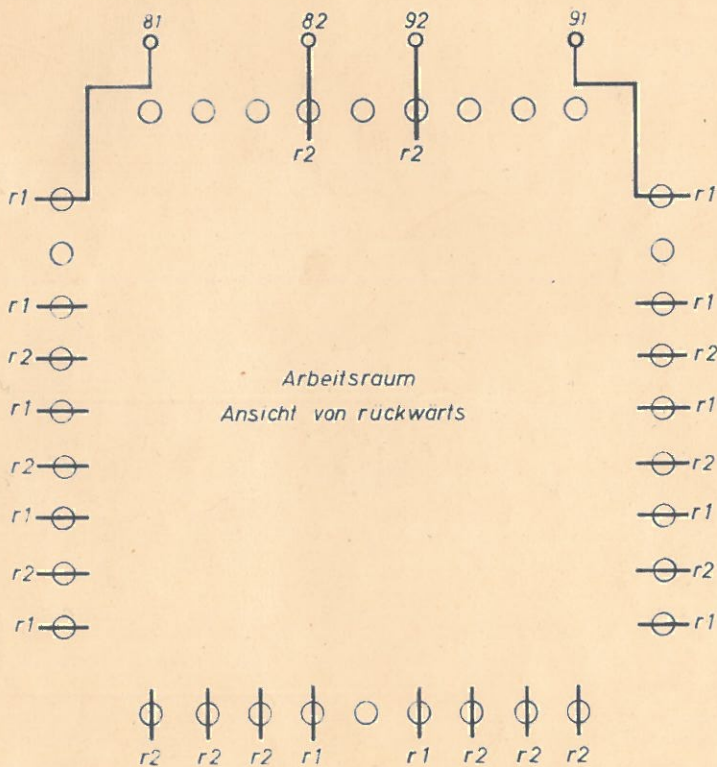 81 82 92 91
r2 r2
r1 r1
r1 r1
r2 r2
Arbeitsraum
r1 r1
Ansicht von rückwärts
r2 r2
r1 r1
r2 r2
r1 r1
r2 r2 r2 r1 r1 r2 r2 r2